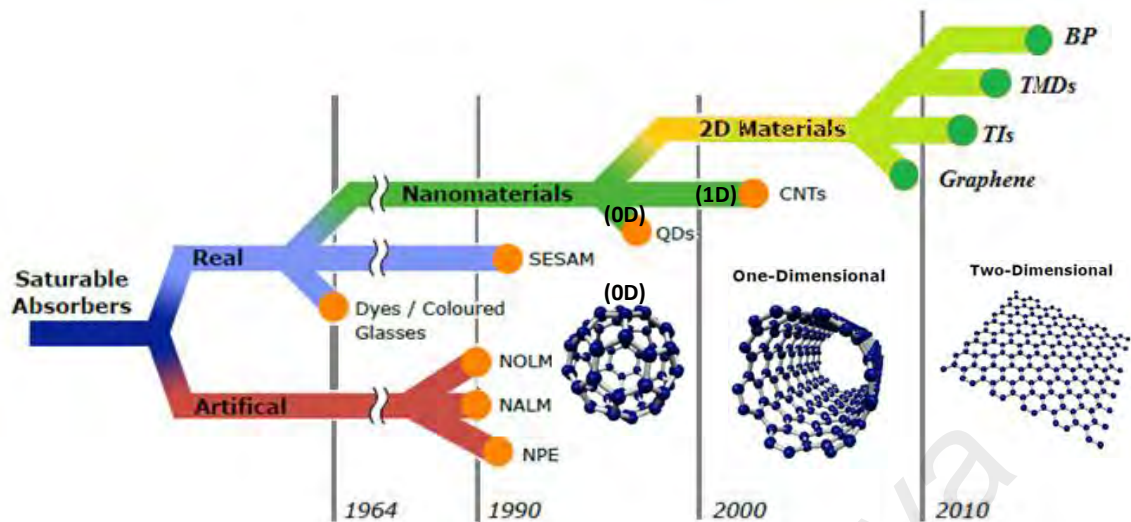 BP
TMDs
2D Materials
TIs
Graphene
Nanomaterials
(1D)
CNTs
(0D)
QDs
Real
SESAM
Saturable
Absorbers
Dyes / Coloured
Glasses
(0D)
One-Dimensional
Two-Dimensional
NOLM
Artifical
NALM
NPE
1964
1990
2000
2010